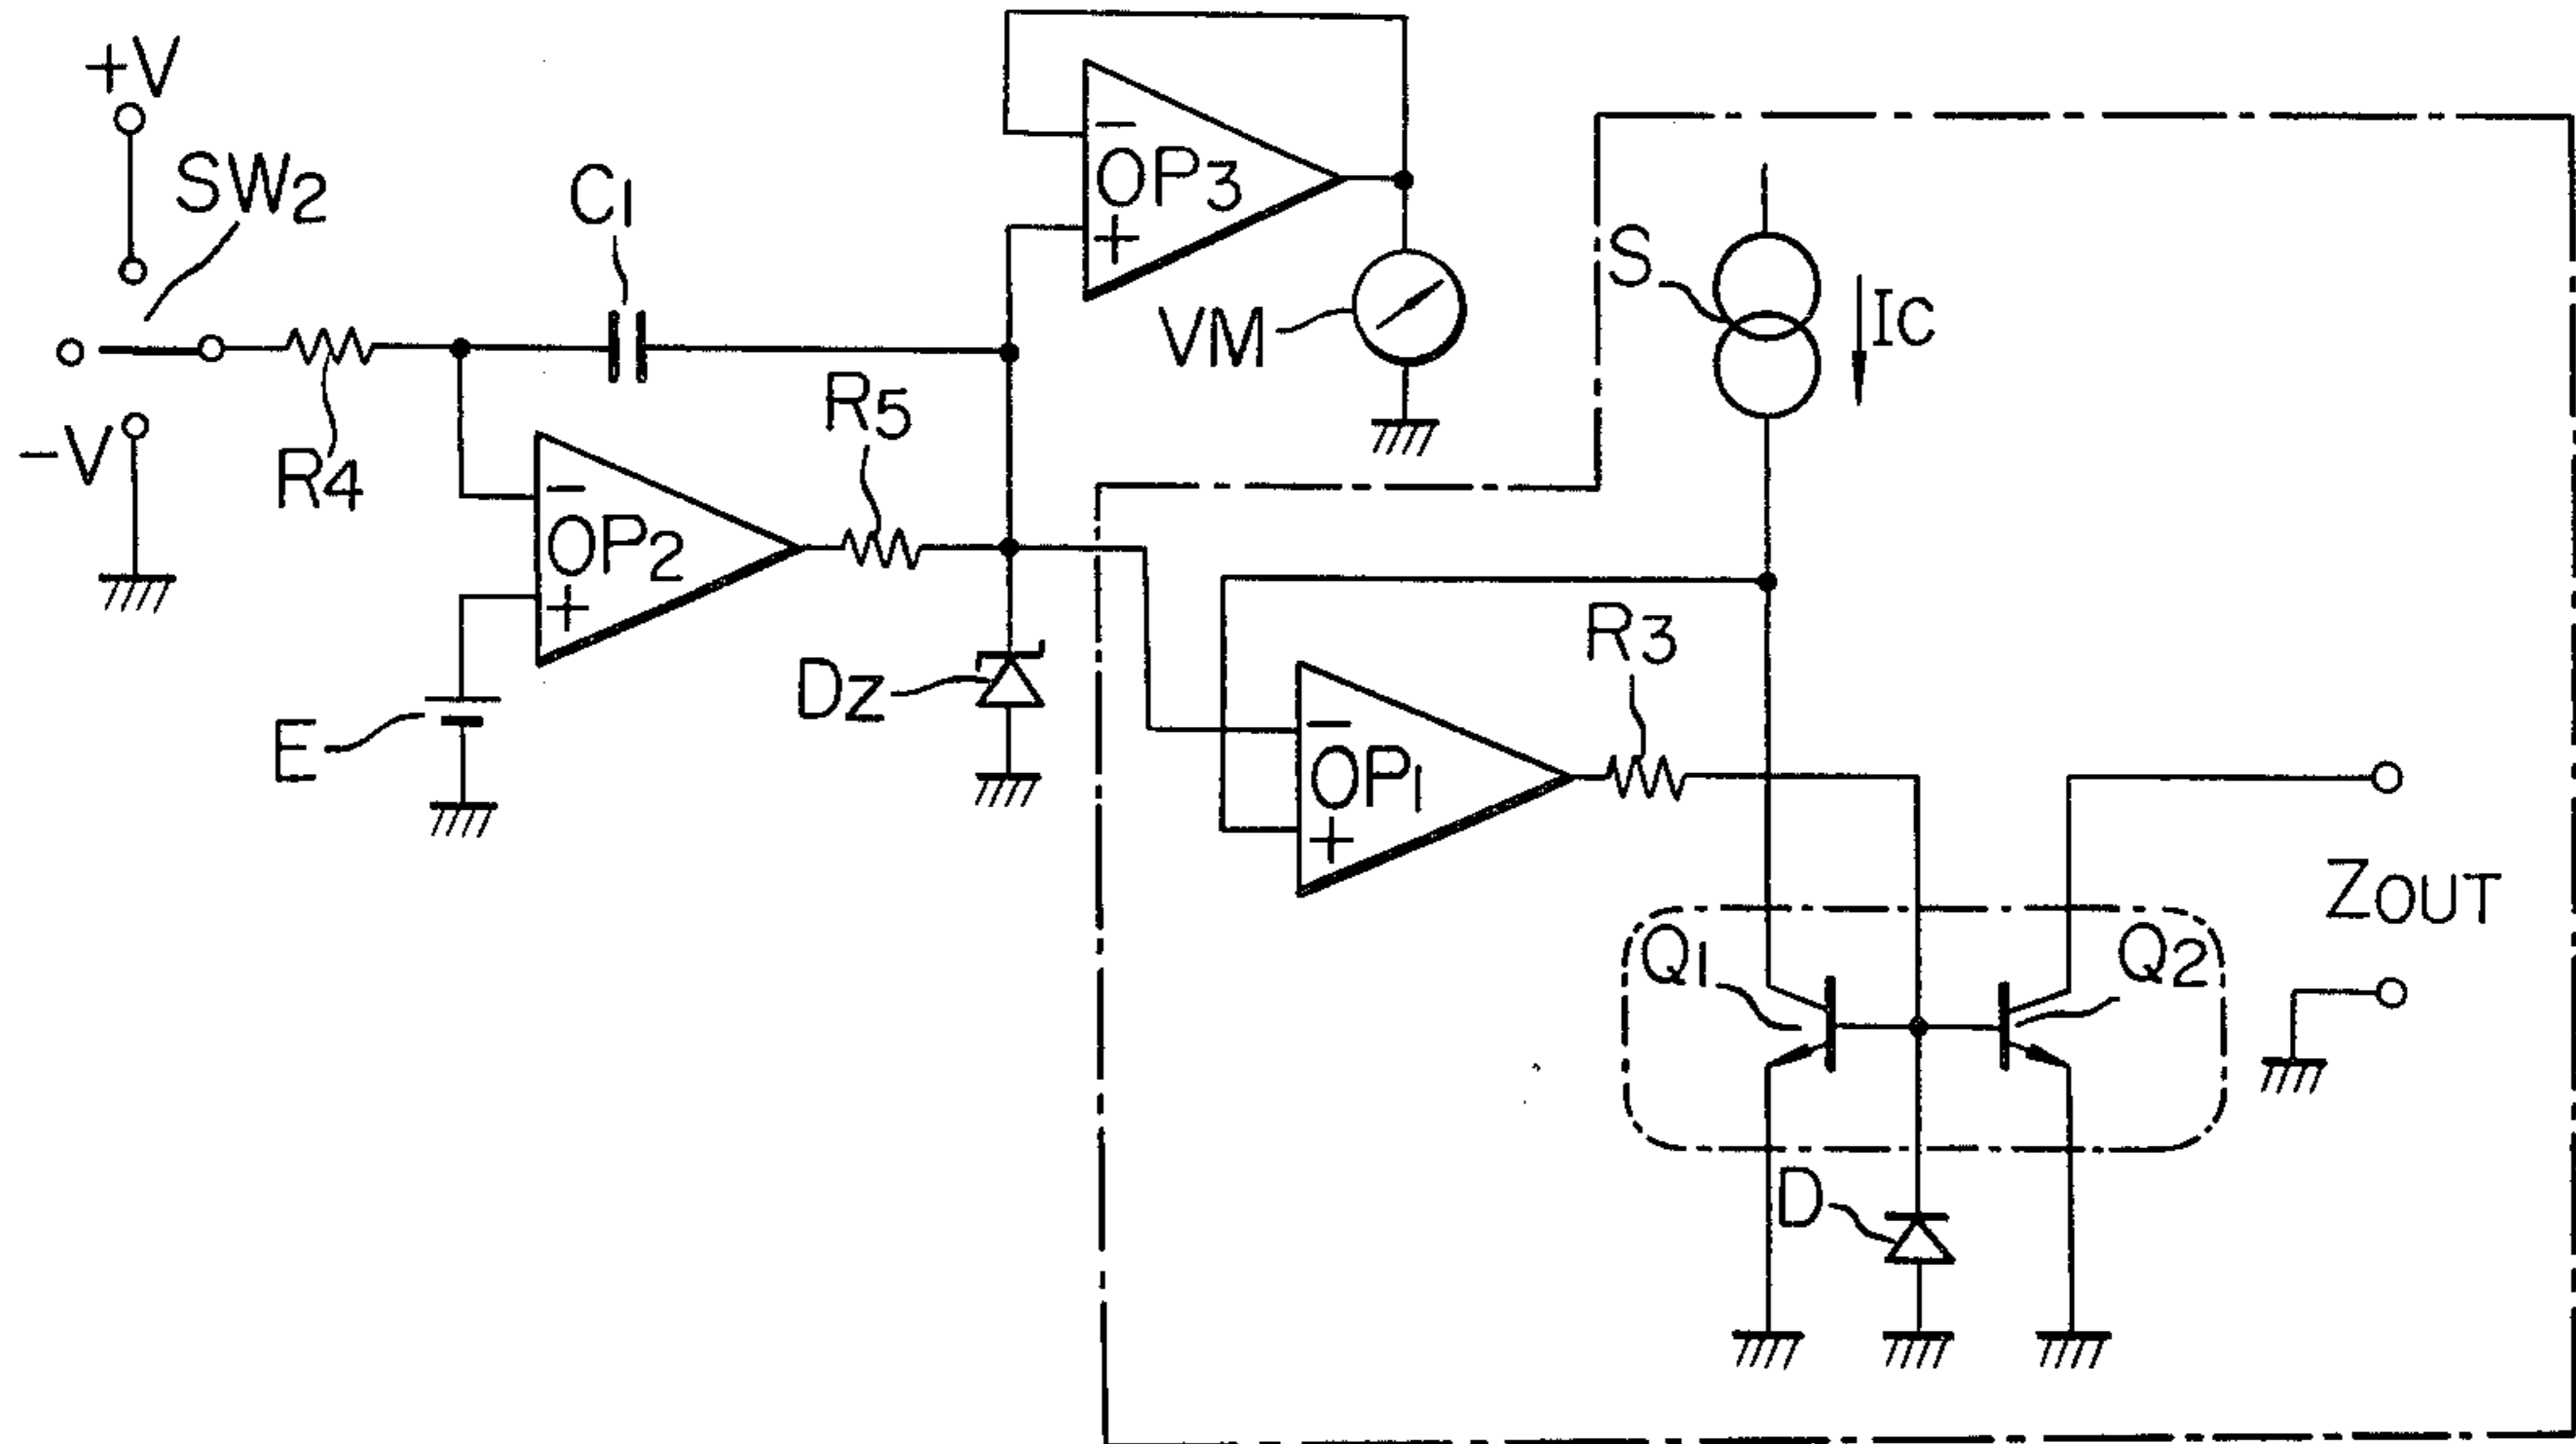 +V
SW2
C1
OP3
-
+
S
IC
VM
-V
R4
R5
-
OP2
+
R3
DZ
E
-
OP1
+
ZOUT
Q1
Q2
D